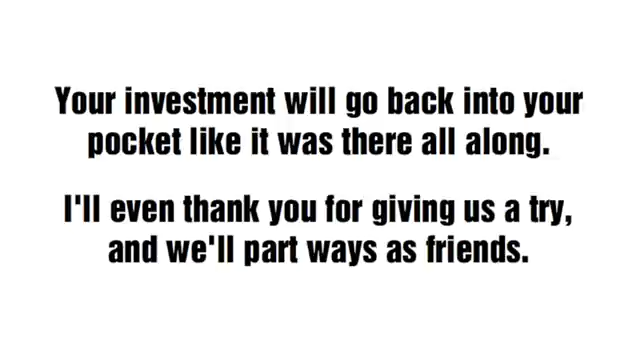 Your investment will go back into your
pocket like it was there all along.
I'll even thank you for giving us a try,
and we'll part ways as friends.